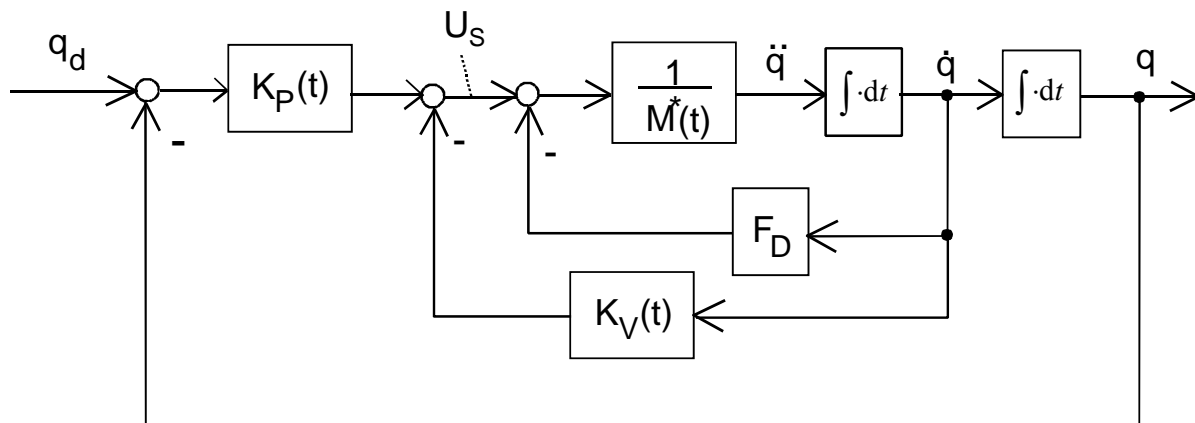 q_d
K_P(t)
U_S
1
M*(t)
q̈
∫·dt
q̇
∫·dt
q
-
-
-
F_D
K_V(t)